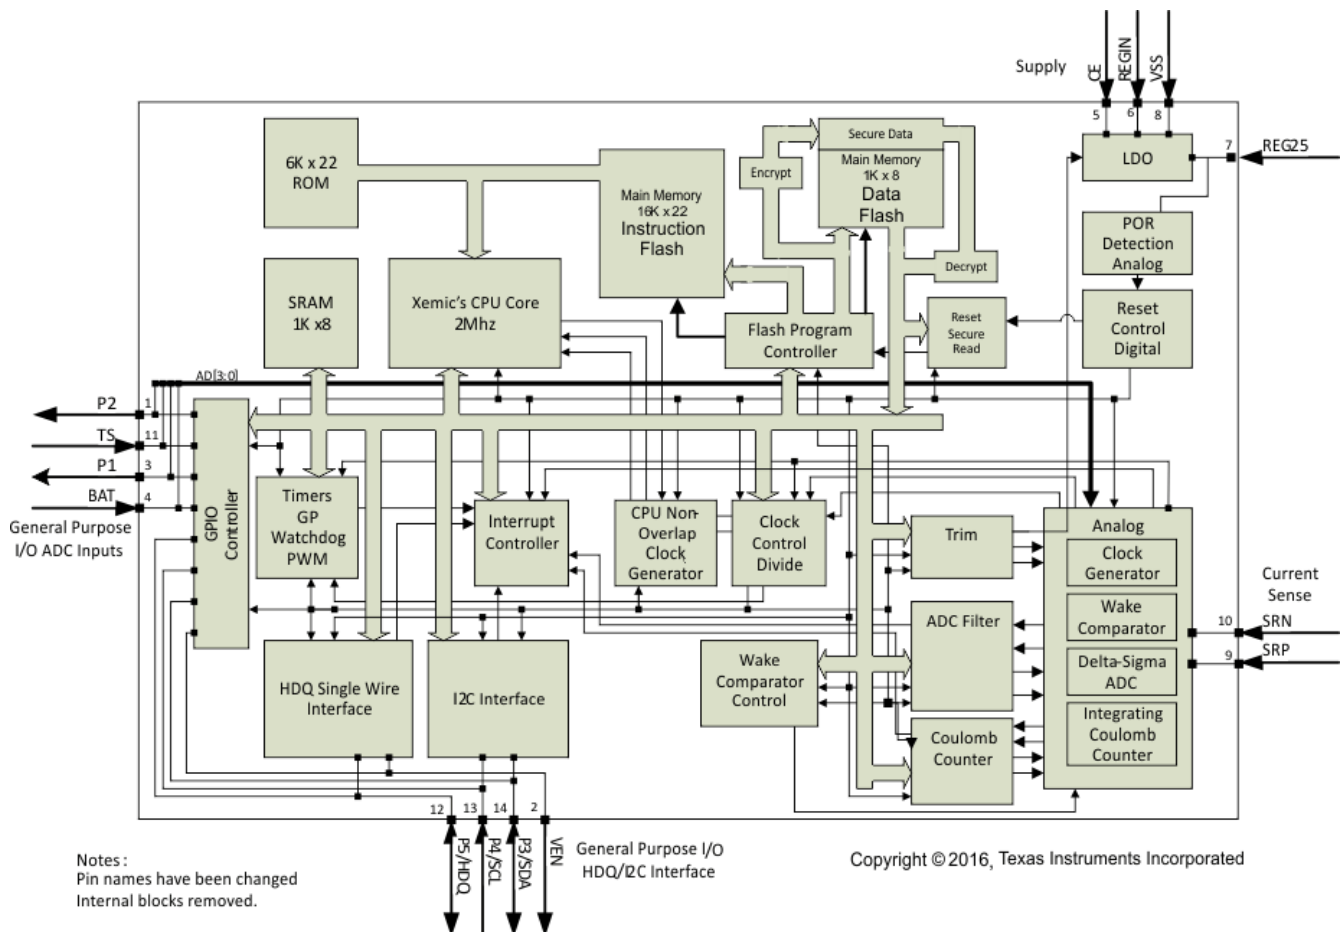 Supply
CE
REGIN
VSS
5
6
8
7
REG25
LDO
6K x 22
ROM
Main Memory
16K x 22
Instruction
Flash
Encrypt
Secure Data
Main Memory
1K x 8
Data
Flash
Decrypt
POR
Detection
Analog
SRAM
1K x8
Xemic's CPU Core
2Mhz
Flash Program
Controller
Reset
Secure
Read
Reset
Control
Digital
AD[3:0]
P2
1
TS
11
P1
3
BAT
4
General Purpose
I/O ADC Inputs
GPIO
Controller
Timers
GP
Watchdog
PWM
Interrupt
Controller
CPU Non-
Overlap
Clock
Generator
Clock
Control
Divide
Trim
Analog
Clock
Generator
Wake
Comparator
Delta-Sigma
ADC
Integrating
Coulomb
Counter
Current
Sense
10
SRN
9
SRP
ADC Filter
HDQ Single Wire
Interface
I2C Interface
Wake
Comparator
Control
Coulomb
Counter
12
13
14
2
P5/HDQ
P4/SCL
P3/SDA
VEN
General Purpose I/O
HDQ/I2C Interface
Notes :
Pin names have been changed
Internal blocks removed.
Copyright © 2016, Texas Instruments Incorporated